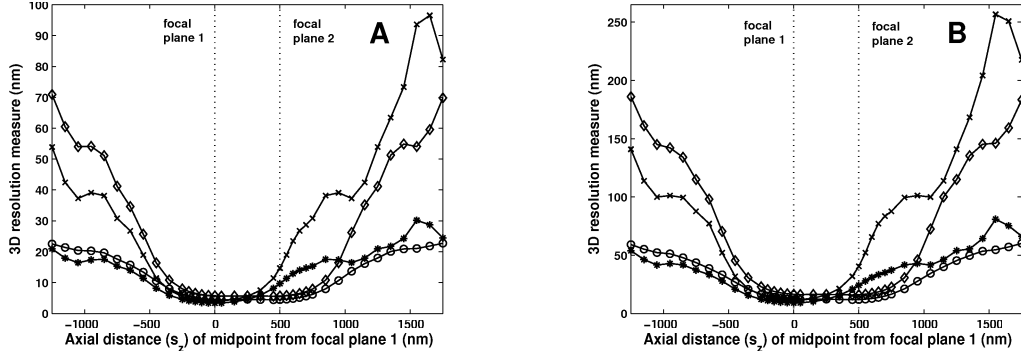 100
90
80
70
60
50
40
30
20
10
0
3D resolution measure (nm)
focal
plane 1
focal
plane 2
A
−1000
−500
0
500
1000
1500
Axial distance (s_z) of midpoint from focal plane 1 (nm)
250
200
150
100
50
0
3D resolution measure (nm)
focal
plane 1
focal
plane 2
B
−1000
−500
0
500
1000
1500
Axial distance (s_z) of midpoint from focal plane 1 (nm)